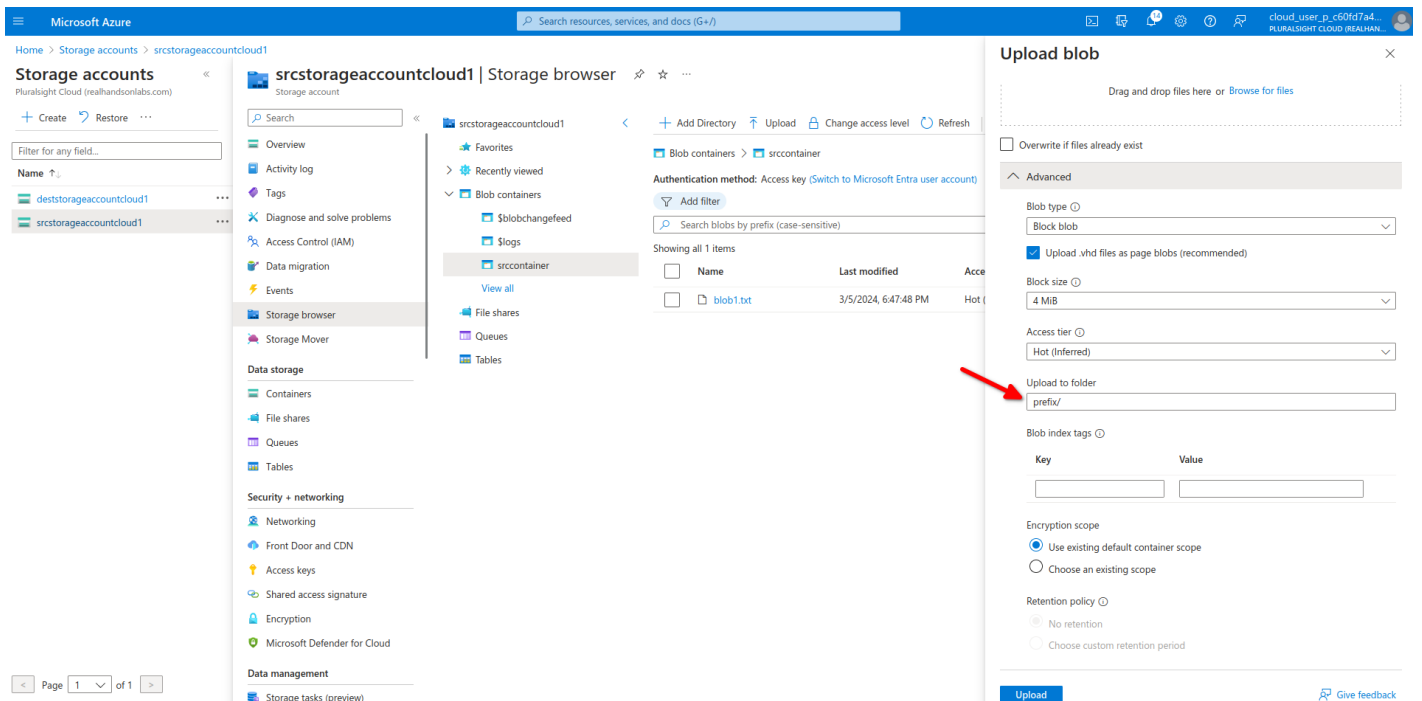 Microsoft Azure
Search resources, services, and docs (G+/)
14
cloud_user_p_c60fd7a4...
PLURALSIGHT CLOUD (REALHAN...
Home > Storage accounts > srcstorageaccountcloud1
Storage accounts
Pluralsight Cloud (realhandsonlabs.com)
Create
Restore
Filter for any field...
Name ↑↓
deststorageaccountcloud1
srcstorageaccountcloud1
< Page 1 of 1 >
srcstorageaccountcloud1 | Storage browser
Storage account
Search
Overview
Activity log
Tags
Diagnose and solve problems
Access Control (IAM)
Data migration
Events
Storage browser
Storage Mover
Data storage
Containers
File shares
Queues
Tables
Security + networking
Networking
Front Door and CDN
Access keys
Shared access signature
Encryption
Microsoft Defender for Cloud
Data management
Storage tasks (preview)
srcstorageaccountcloud1
Favorites
Recently viewed
Blob containers
$blobchangefeed
$logs
srccontainer
View all
File shares
Queues
Tables
Add Directory Upload Change access level Refresh
Blob containers > srccontainer
Authentication method: Access key (Switch to Microsoft Entra user account)
Add filter
Search blobs by prefix (case-sensitive)
Showing all 1 items
Name Last modified Acce
blob1.txt 3/5/2024, 6:47:48 PM Hot (
Upload blob
Drag and drop files here or Browse for files
Overwrite if files already exist
Advanced
Blob type
Block blob
Upload .vhd files as page blobs (recommended)
Block size
4 MiB
Access tier
Hot (Inferred)
Upload to folder
prefix/
Blob index tags
Key Value
Encryption scope
Use existing default container scope
Choose an existing scope
Retention policy
No retention
Choose custom retention period
Upload
Give feedback